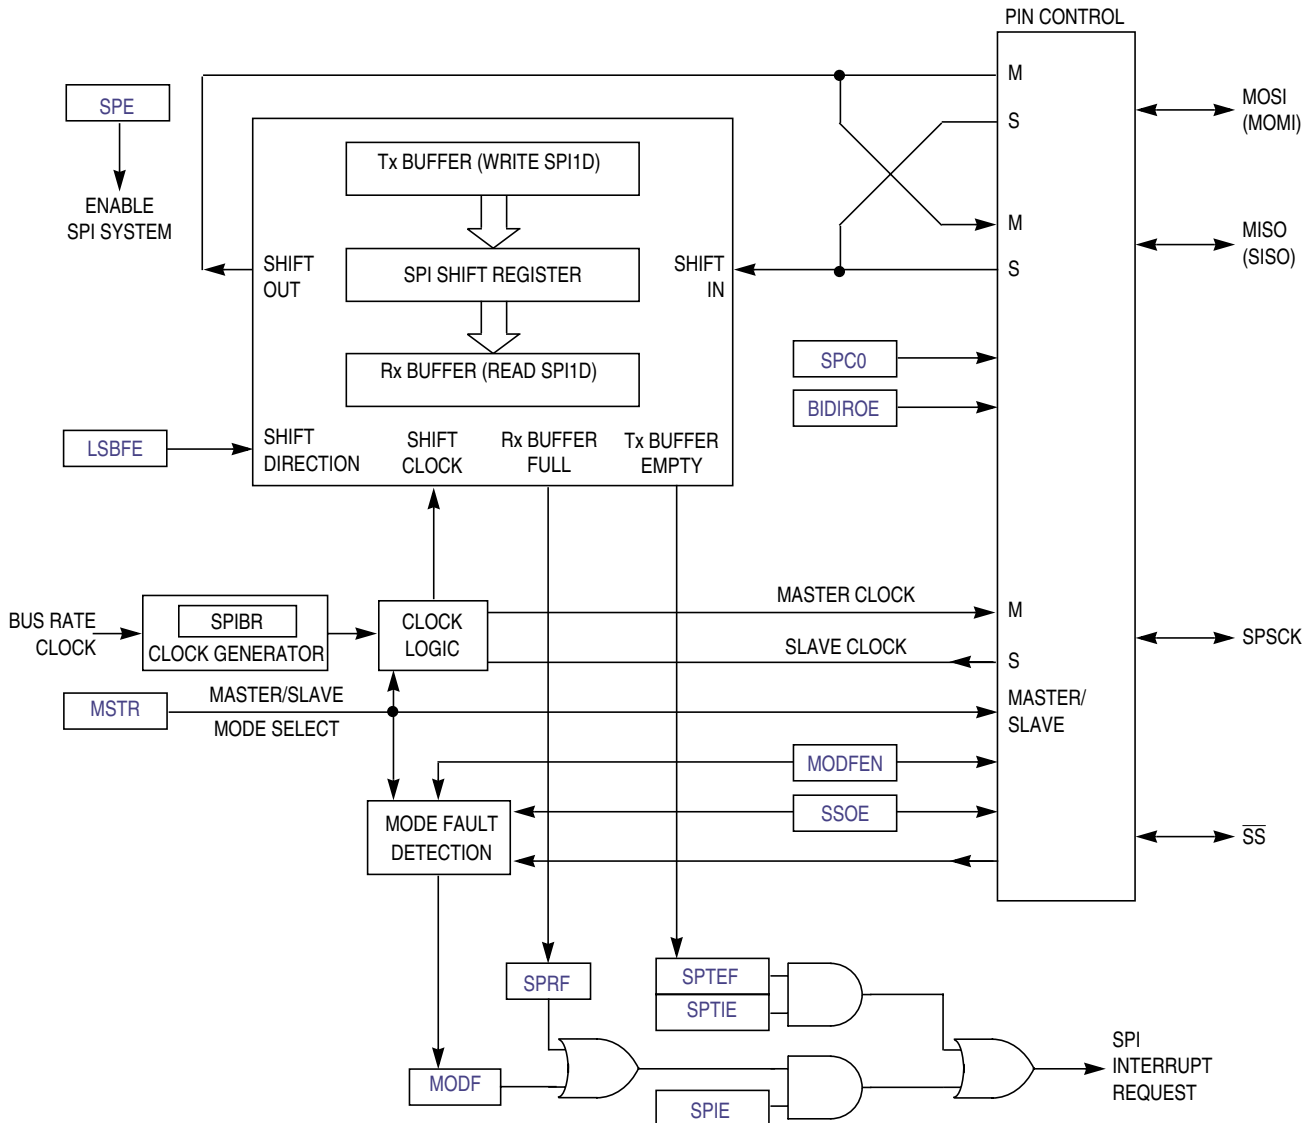 PIN CONTROL
M
MOSI
(MOMI)
SPE
S
Tx BUFFER (WRITE SPI1D)
ENABLE
SPI SYSTEM
M
MISO
(SISO)
SHIFT
OUT
SPI SHIFT REGISTER
SHIFT
IN
S
Rx BUFFER (READ SPI1D)
SPC0
BIDIROE
LSBFE
SHIFT
DIRECTION
SHIFT
CLOCK
Rx BUFFER
FULL
Tx BUFFER
EMPTY
BUS RATE
CLOCK
SPIBR
CLOCK GENERATOR
CLOCK
LOGIC
MASTER CLOCK
M
SLAVE CLOCK
S
SPSCK
MSTR
MASTER/SLAVE
MODE SELECT
MASTER/
SLAVE
MODFEN
MODE FAULT
DETECTION
SSOE
SS
SPRF
SPTEF
SPTIE
MODF
SPIE
SPI
INTERRUPT
REQUEST